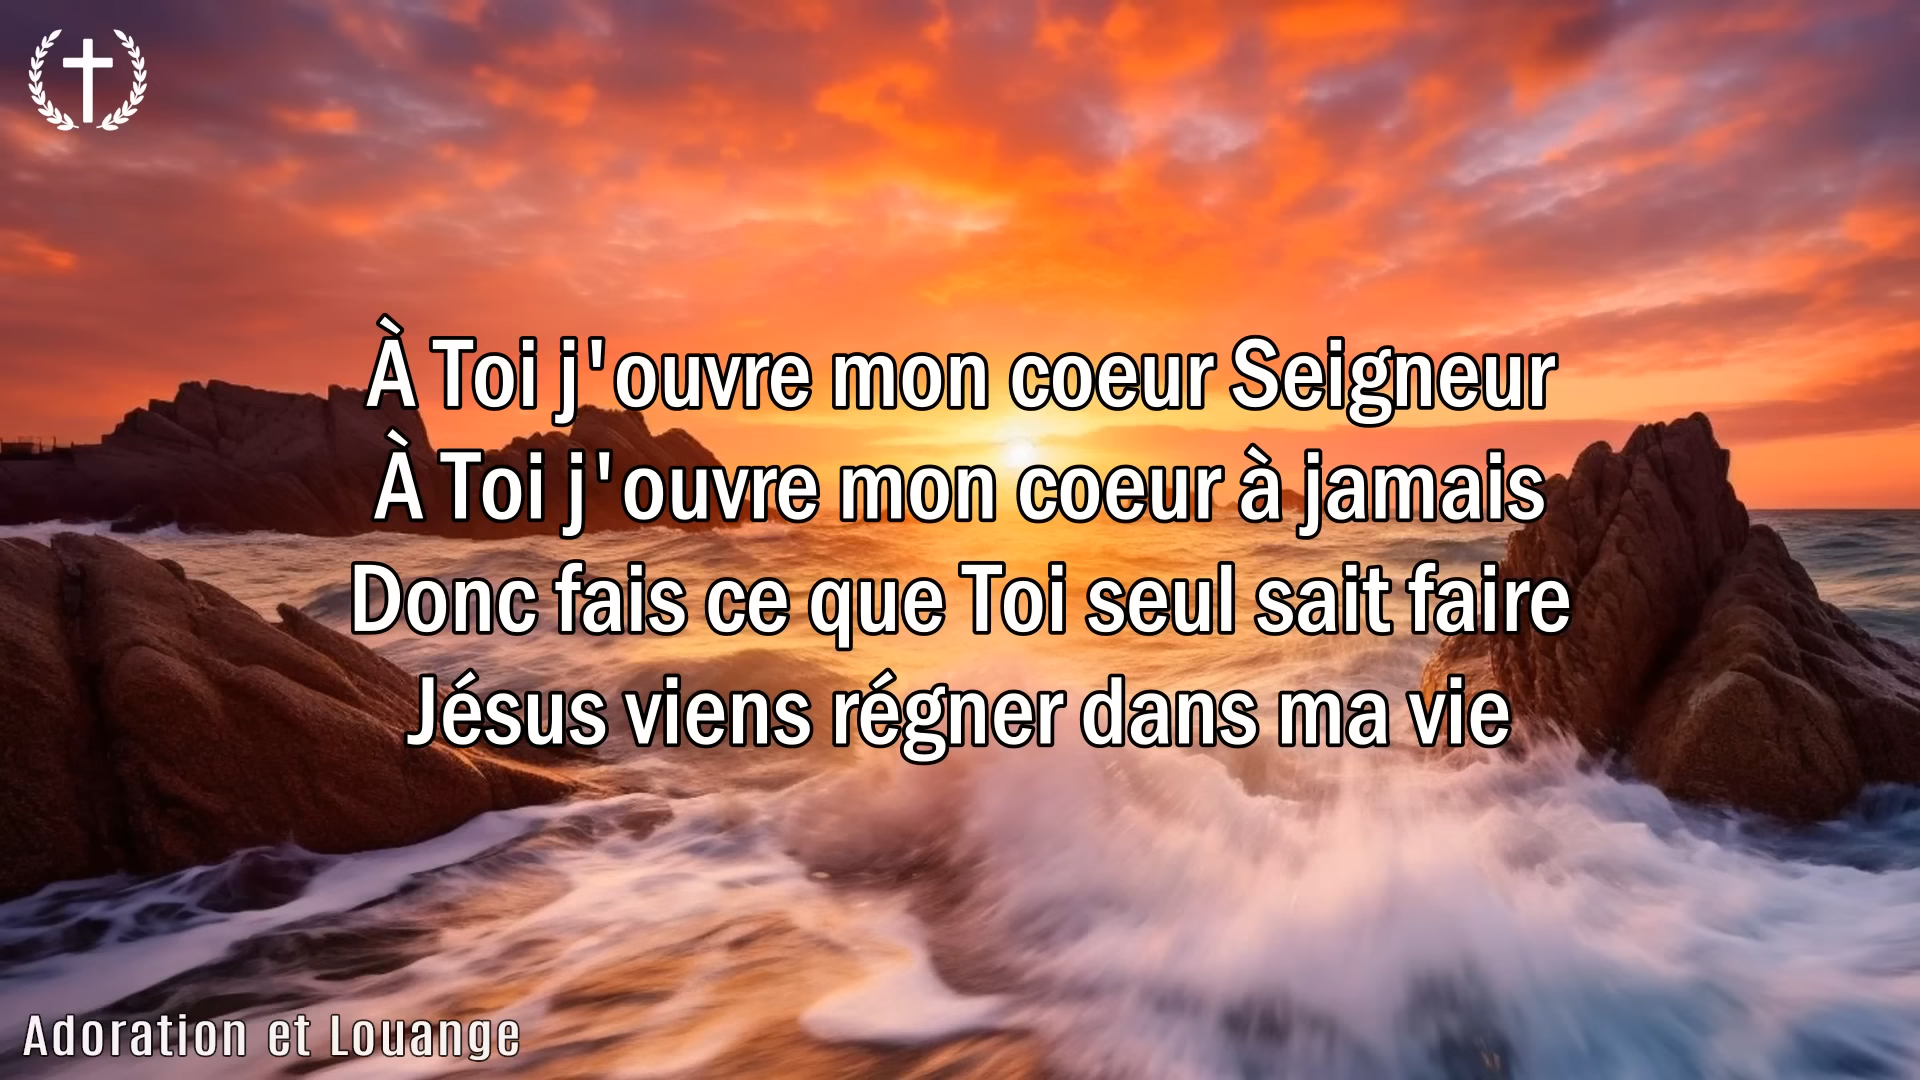 À Toi j'ouvre mon coeur Seigneur
À Toi j'ouvre mon coeur à jamais
Donc fais ce que Toi seul sait faire
Jésus viens régner dans ma vie
Adoration et Louange